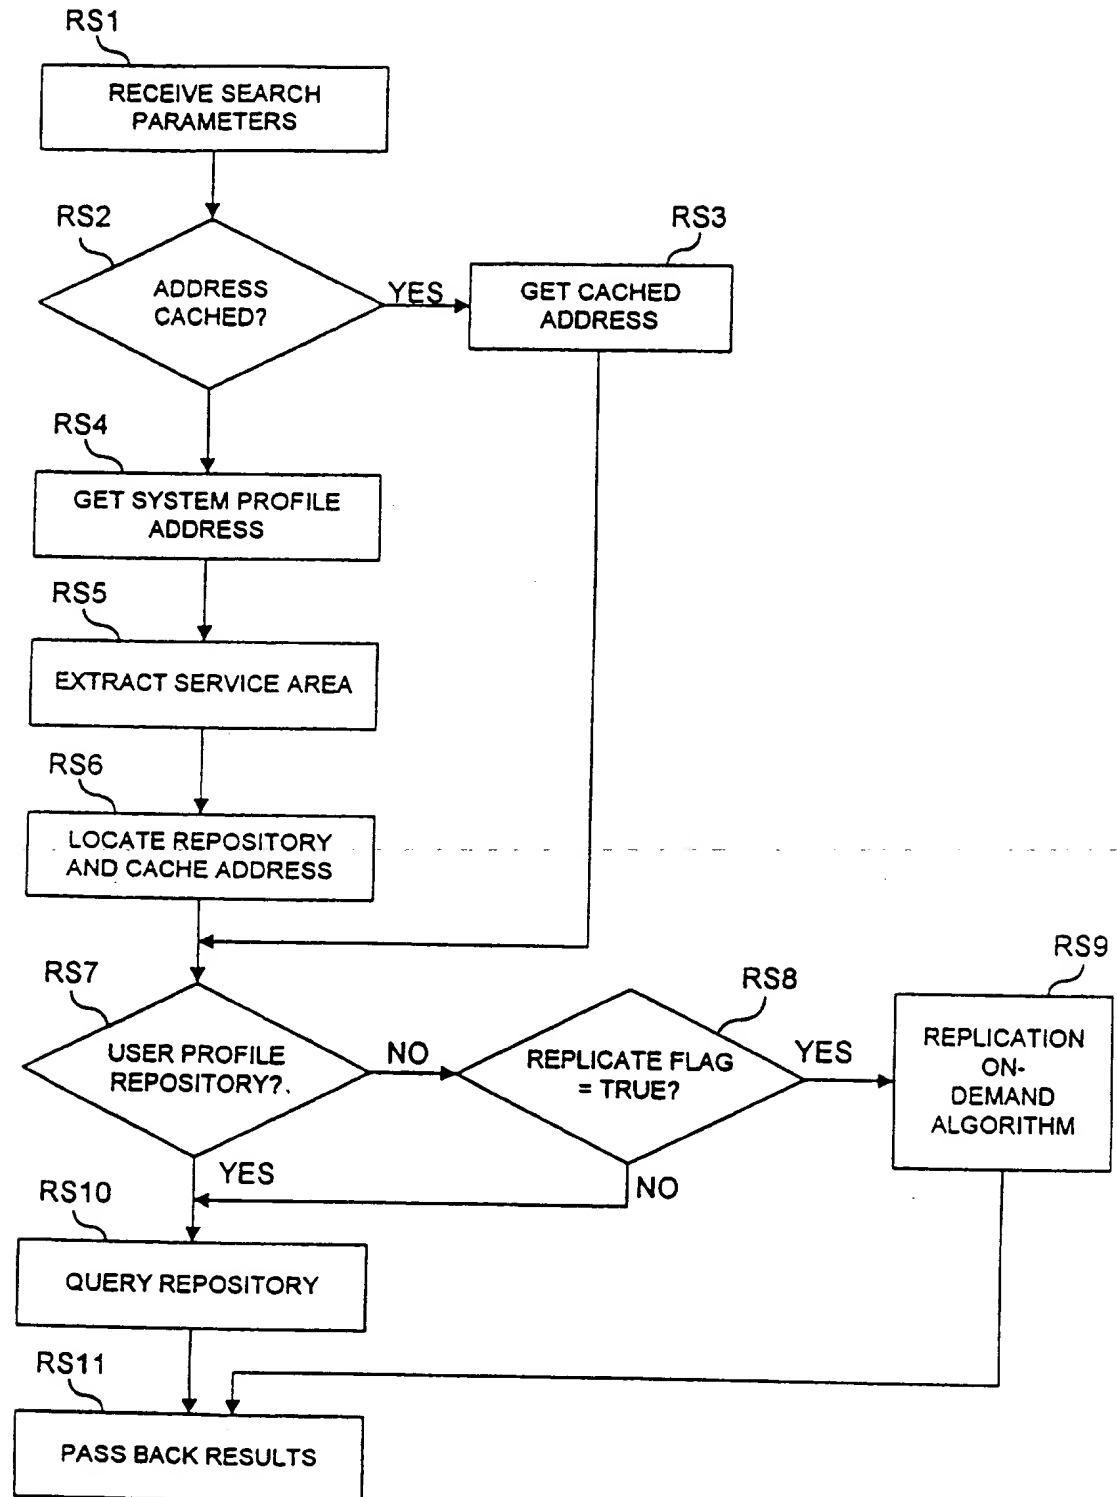 RS1
RECEIVE SEARCH
PARAMETERS
RS2
ADDRESS
CACHED?
YES
RS3
GET CACHED
ADDRESS
RS4
GET SYSTEM PROFILE
ADDRESS
RS5
EXTRACT SERVICE AREA
RS6
LOCATE REPOSITORY
AND CACHE ADDRESS
RS7
USER PROFILE
REPOSITORY?.
NO
RS8
REPLICATE FLAG
= TRUE?
YES
RS9
REPLICATION
ON-
DEMAND
ALGORITHM
YES
NO
RS10
QUERY REPOSITORY
RS11
PASS BACK RESULTS